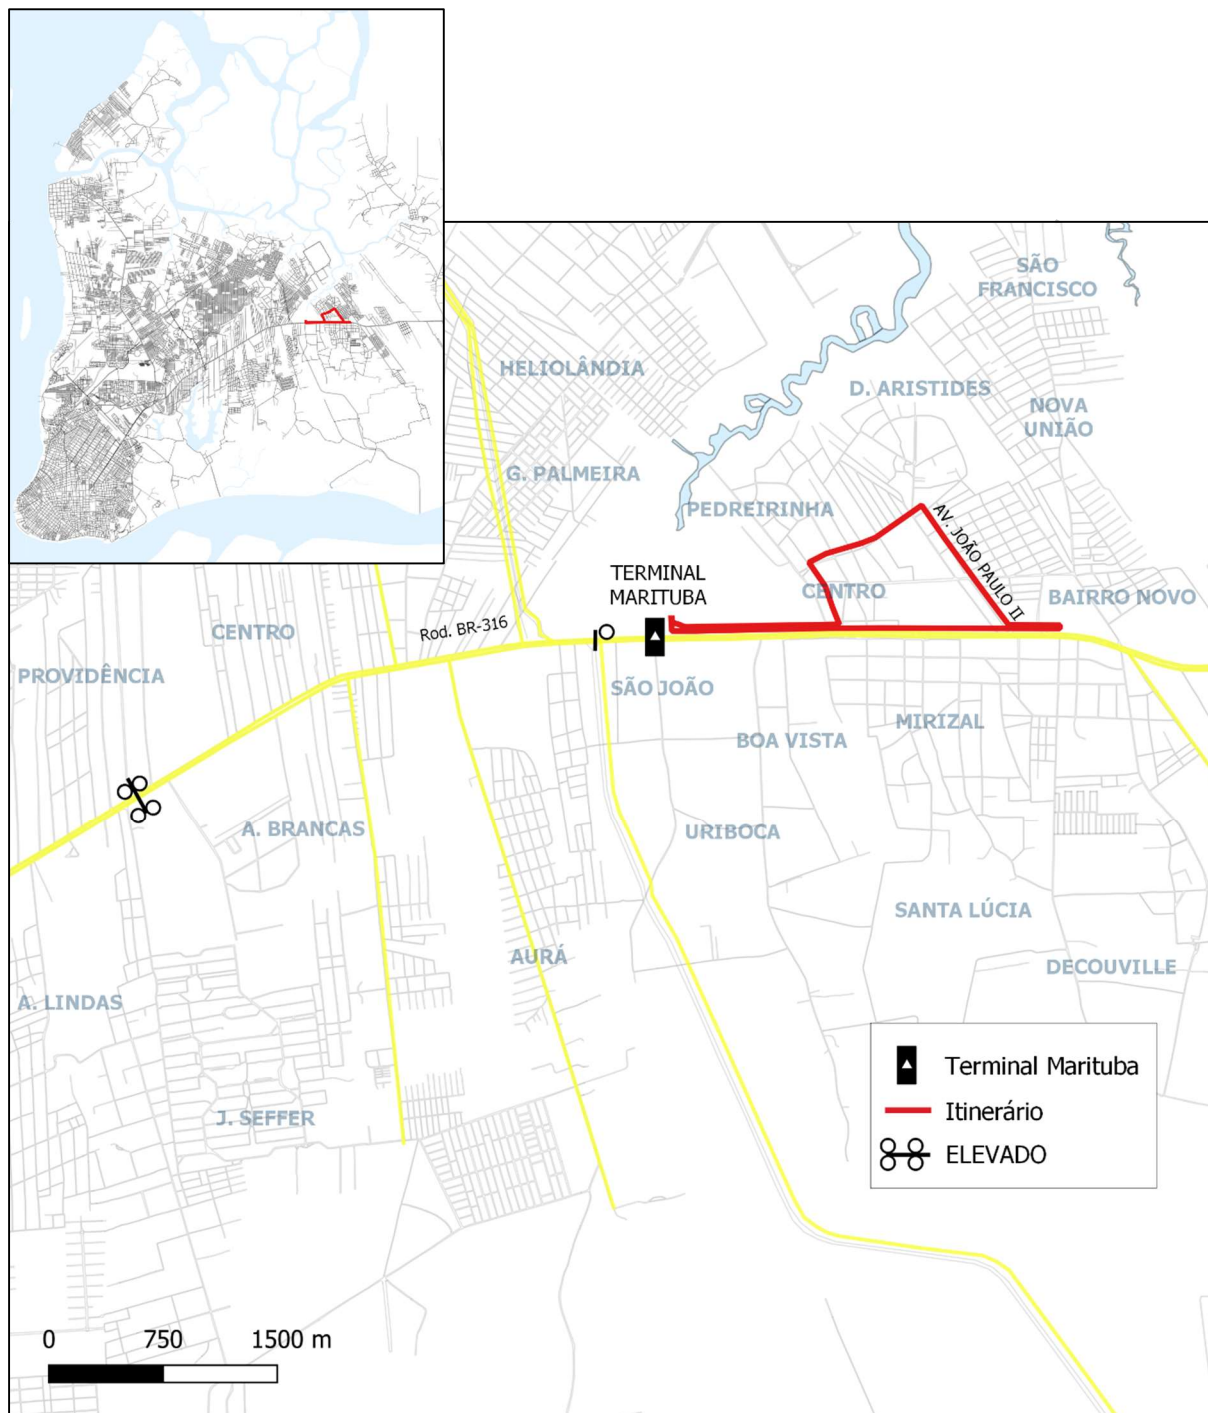 SÃO
FRANCISCO
HELIOLÂNDIA
D. ARISTIDES
NOVA
UNIÃO
G. PALMEIRA
PEDREIRINHA
AV. JOÃO PAULO II
TERMINAL
MARITUBA
CENTRO
BAIRRO NOVO
CENTRO
Rod. BR-316
PROVIDÊNCIA
SÃO JOÃO
MIRIZAL
BOA VISTA
A. BRANCAS
URIBOCA
SANTA LÚCIA
AURÁ
DECOUVILLE
A. LINDAS
Terminal Marituba
Itinerário
ELEVADO
J. SEFFER
0 750 1500 m